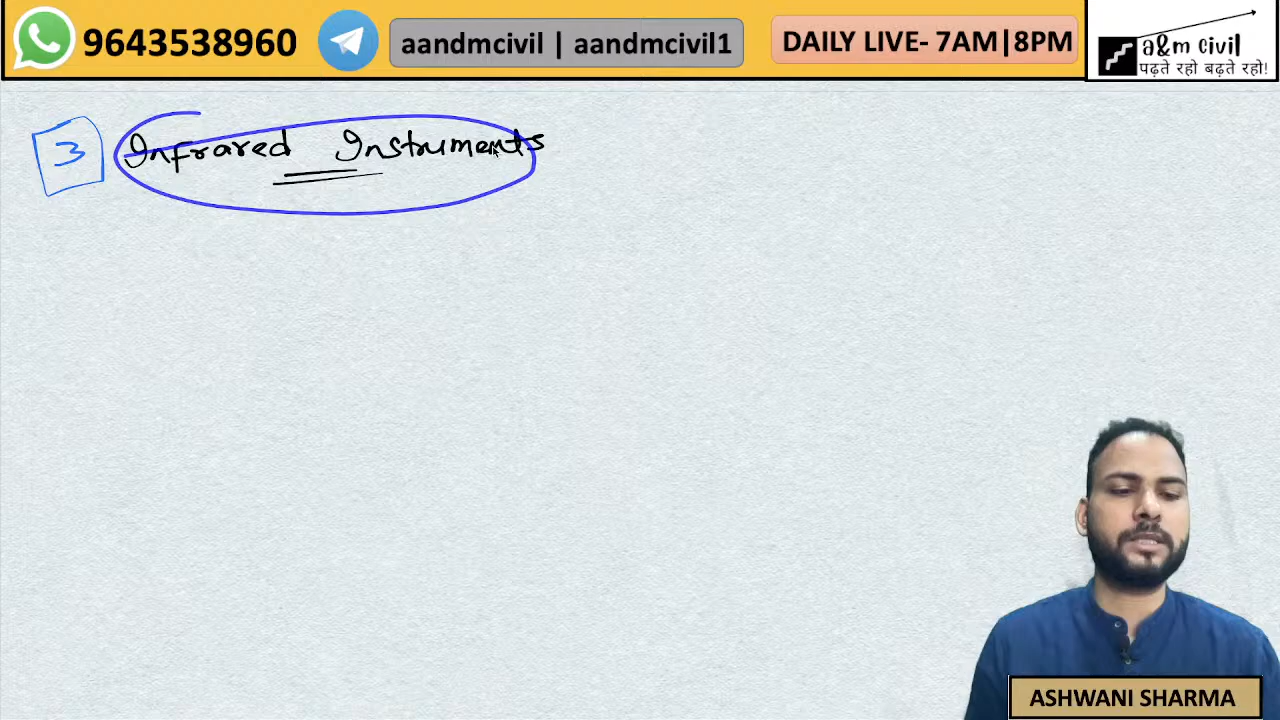 9643538960
aandmcivil | aandmcivil1
DAILY LIVE- 7AM|8PM
a&m civil
पढ़ते रहो बढ़ते रहो!
3 Infrared Instruments
ASHWANI SHARMA